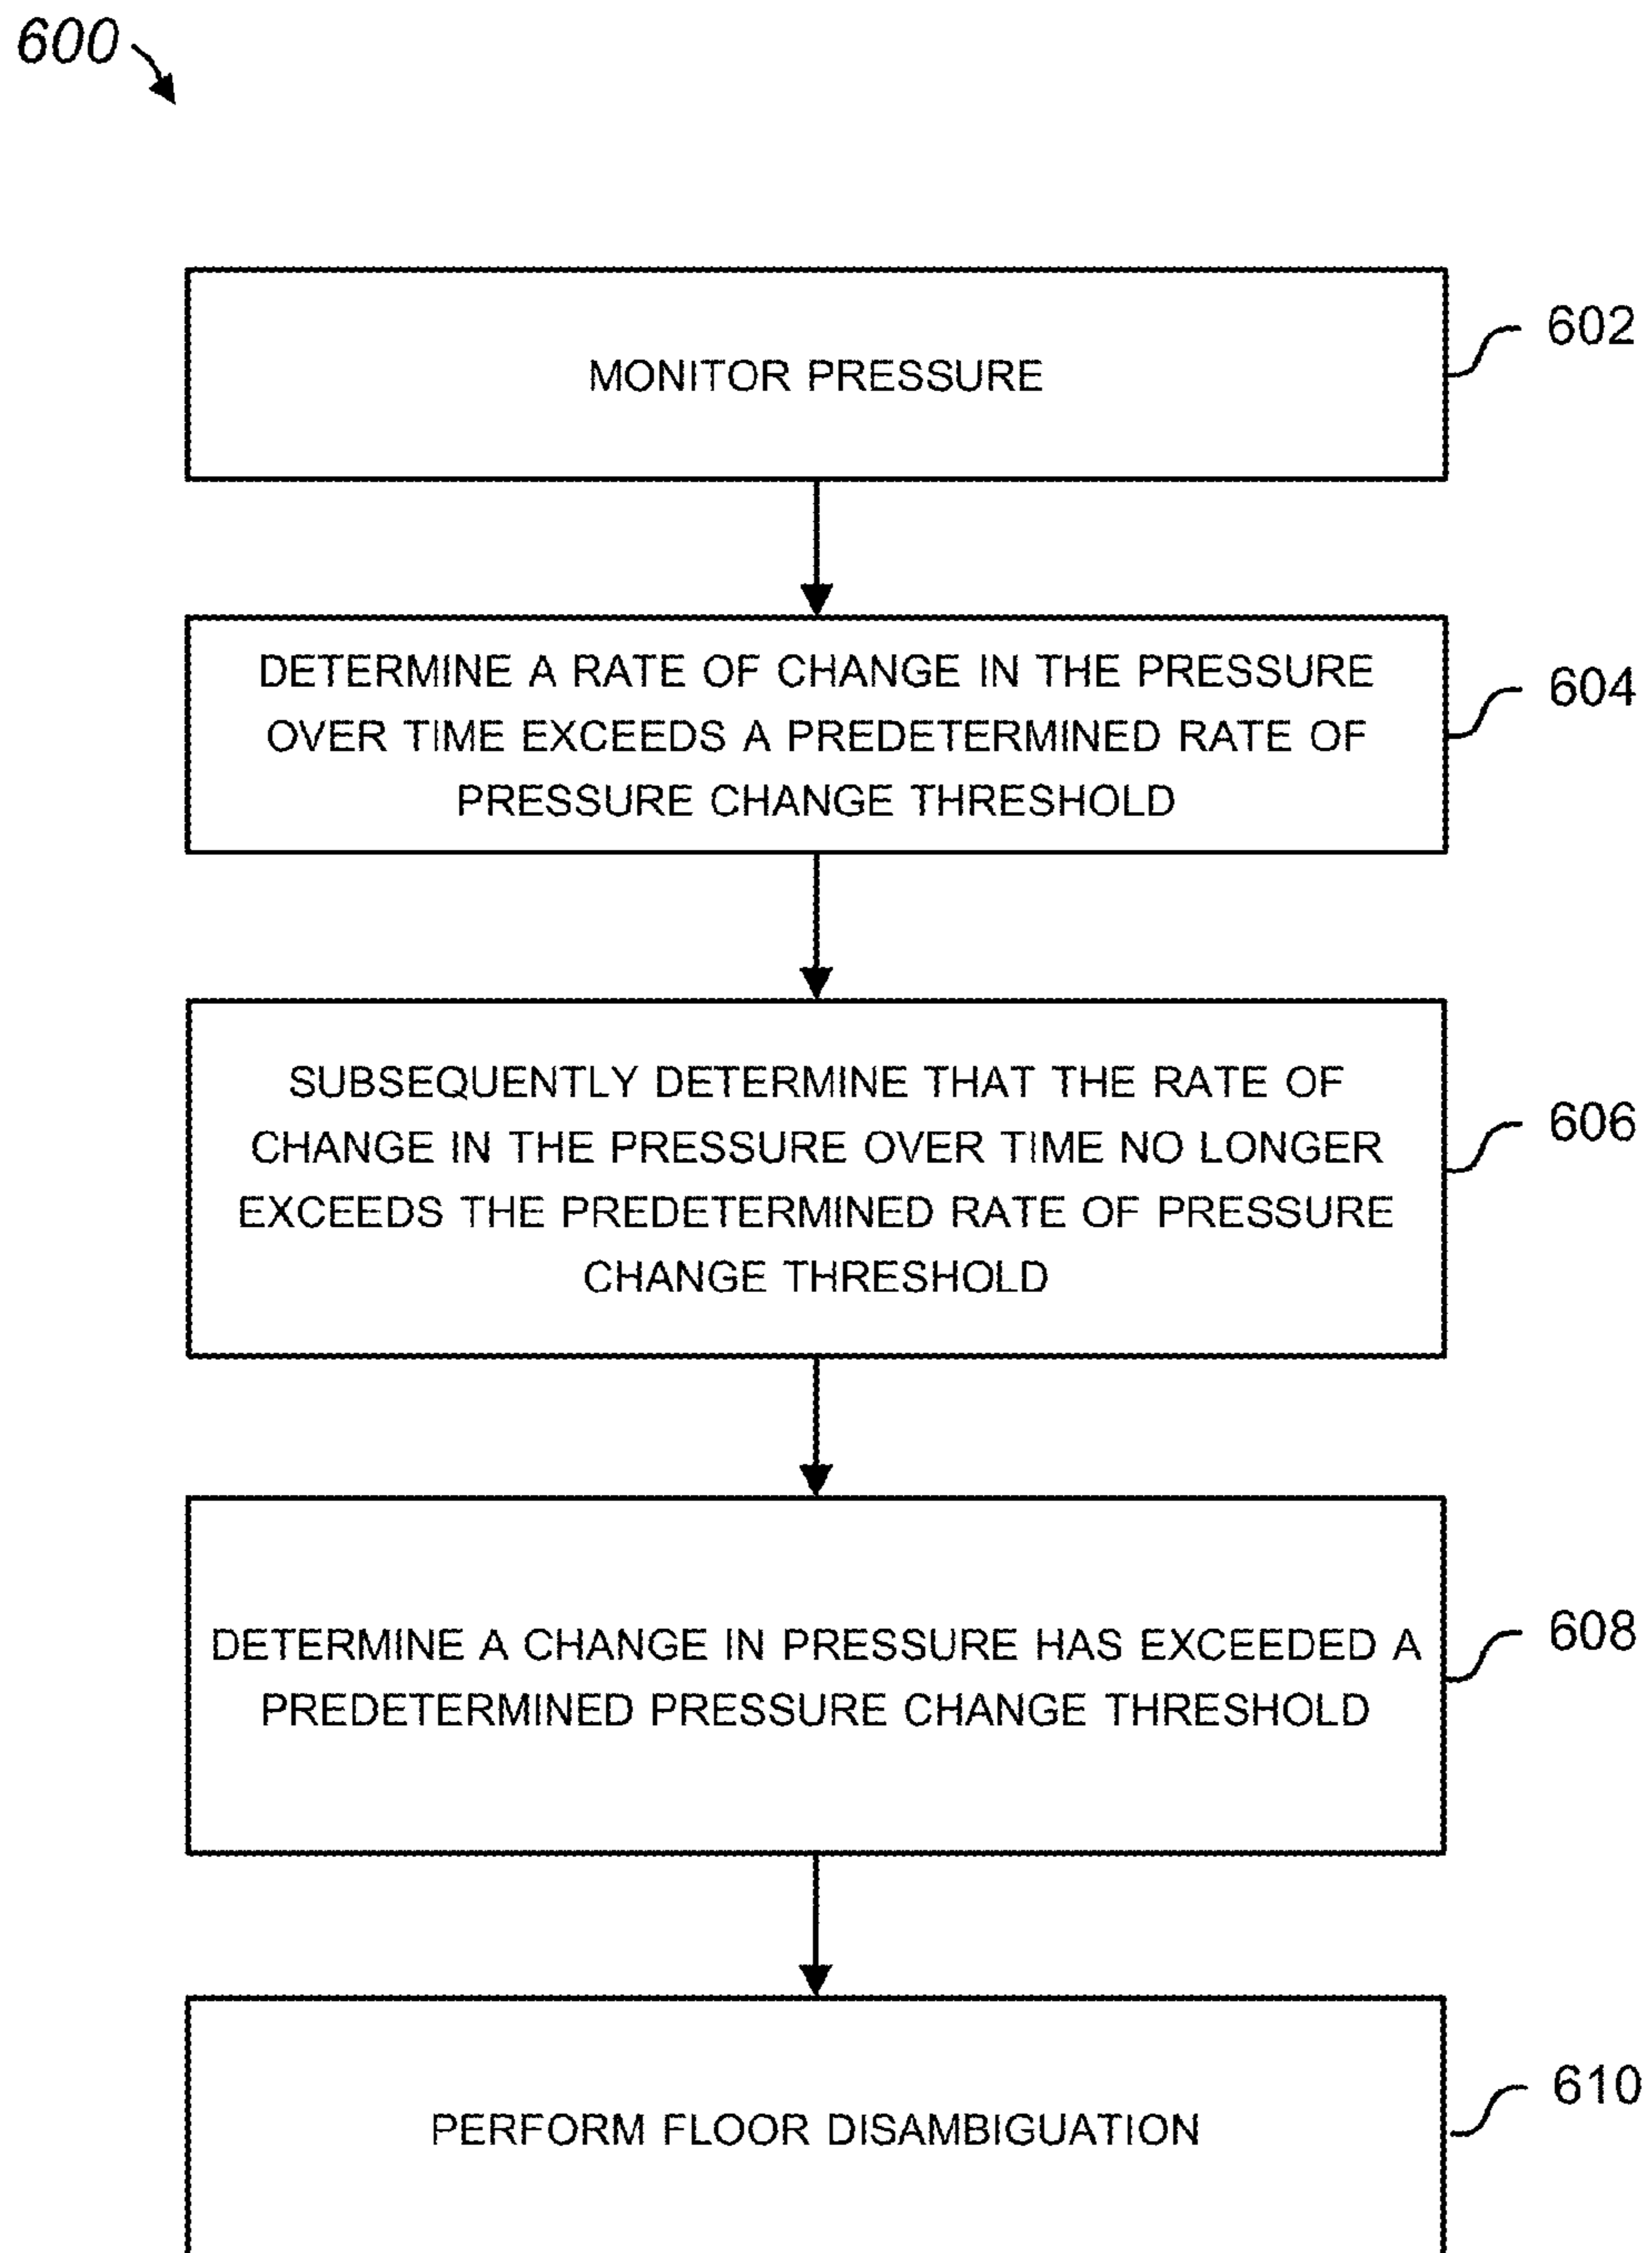 600
MONITOR PRESSURE
602
DETERMINE A RATE OF CHANGE IN THE PRESSURE
OVER TIME EXCEEDS A PREDETERMINED RATE OF
PRESSURE CHANGE THRESHOLD
604
SUBSEQUENTLY DETERMINE THAT THE RATE OF
CHANGE IN THE PRESSURE OVER TIME NO LONGER
EXCEEDS THE PREDETERMINED RATE OF PRESSURE
CHANGE THRESHOLD
606
DETERMINE A CHANGE IN PRESSURE HAS EXCEEDED A
PREDETERMINED PRESSURE CHANGE THRESHOLD
608
PERFORM FLOOR DISAMBIGUATION
610